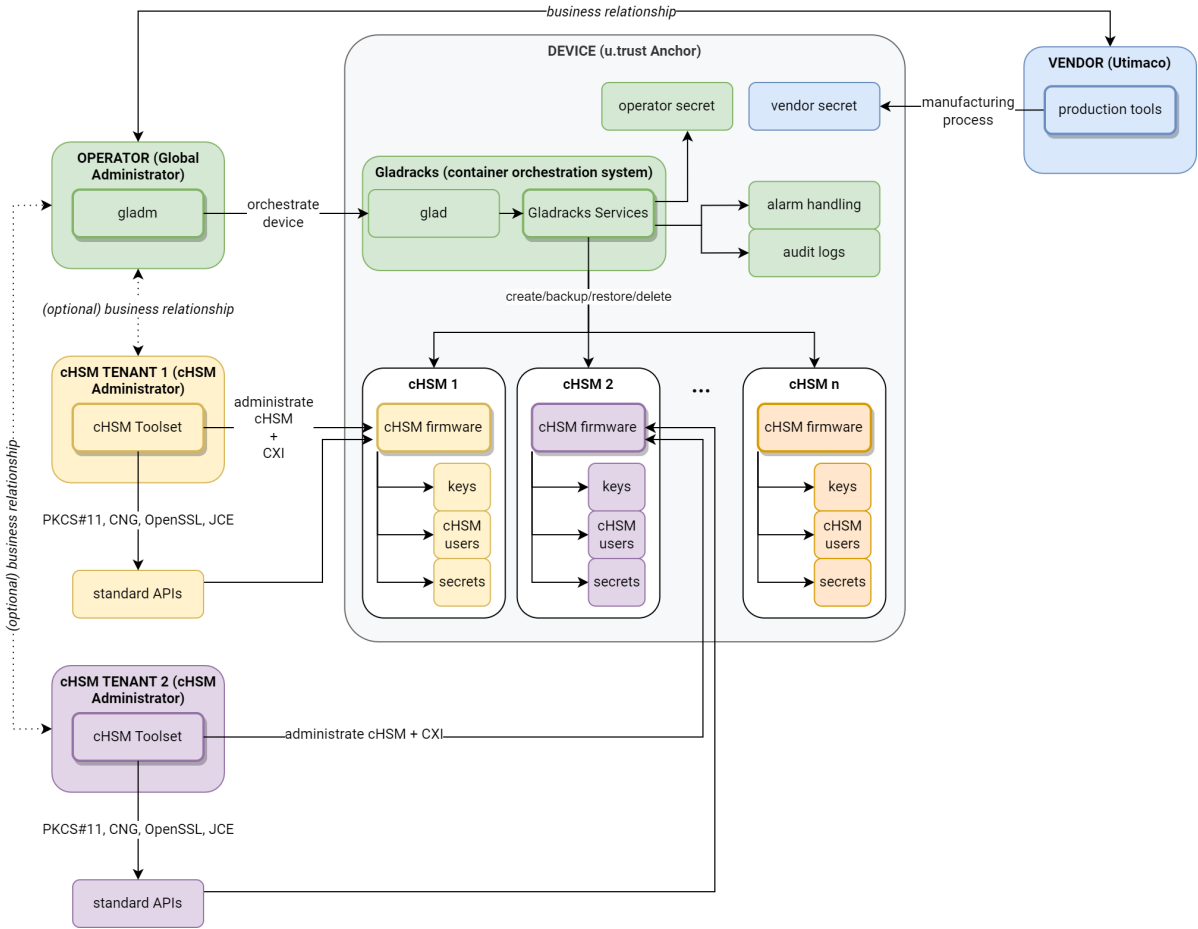 business relationship
DEVICE (u.trust Anchor)
VENDOR (Utimaco)
production tools
manufacturing
process
operator secret
vendor secret
OPERATOR (Global
Administrator)
gladm
orchestrate
device
Gladracks (container orchestration system)
glad
Gladracks Services
alarm handling
audit logs
(optional) business relationship
create/backup/restore/delete
cHSM TENANT 1 (cHSM
Administrator)
cHSM Toolset
administrate
cHSM
+
CXI
PKCS#11, CNG, OpenSSL, JCE
standard APIs
cHSM 1
cHSM firmware
keys
cHSM
users
secrets
cHSM 2
cHSM firmware
keys
cHSM
users
secrets
...
cHSM n
cHSM firmware
keys
cHSM
users
secrets
(optional) business relationship
cHSM TENANT 2 (cHSM
Administrator)
cHSM Toolset
administrate cHSM + CXI
PKCS#11, CNG, OpenSSL, JCE
standard APIs